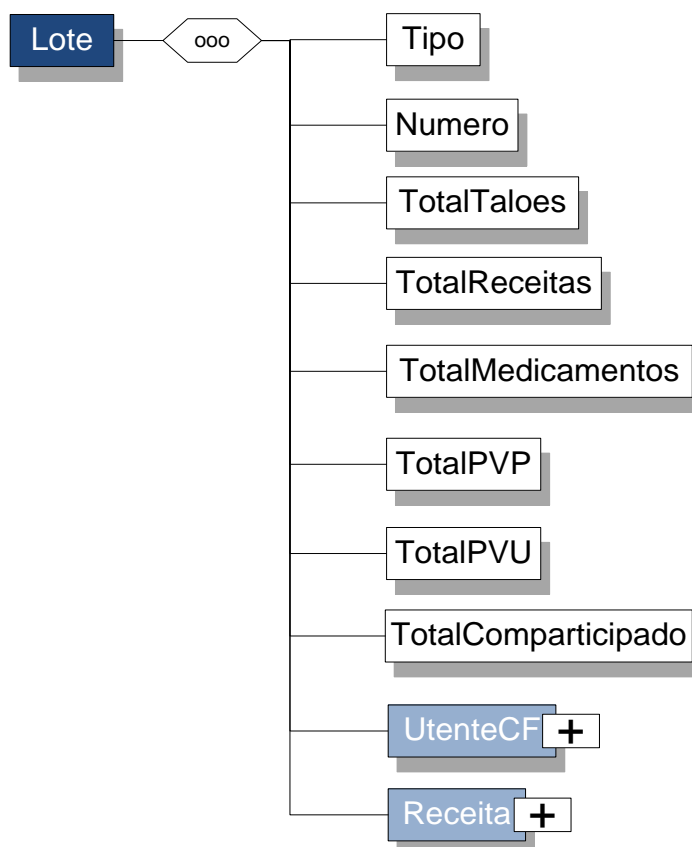 Lote
ooo
Tipo
Numero
TotalTaloes
TotalReceitas
TotalMedicamentos
TotalPVP
TotalPVU
TotalComparticipado
UtenteCF
+
Receita
+